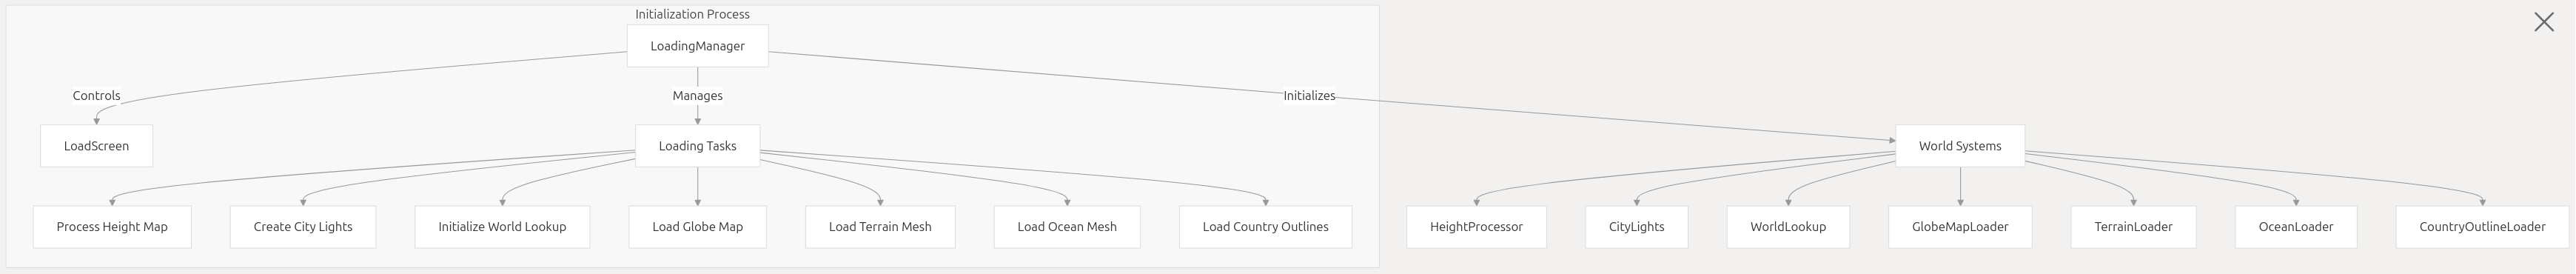 Initialization Process
LoadingManager
Controls
Manages
Initializes
LoadScreen
Loading Tasks
World Systems
Process Height Map
Create City Lights
Initialize World Lookup
Load Globe Map
Load Terrain Mesh
Load Ocean Mesh
Load Country Outlines
HeightProcessor
CityLights
WorldLookup
GlobeMapLoader
TerrainLoader
OceanLoader
CountryOutlineLoader